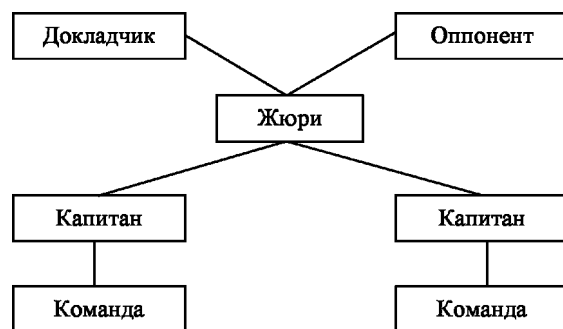 Докладчик
Оппонент
Жюри
Капитан
Капитан
Команда
Команда